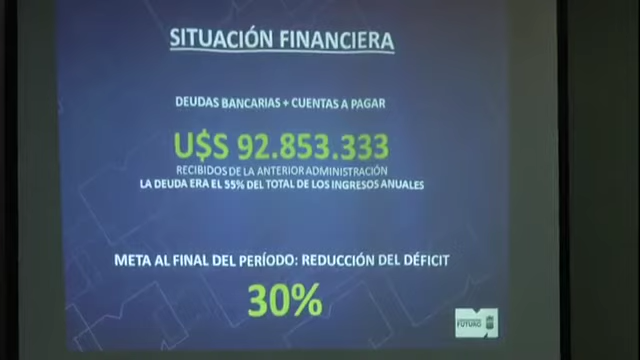 SITUACIÓN FINANCIERA
DEUDAS BANCARIAS + CUENTAS A PAGAR
U$S 92.853.333
RECIBIDOS DE LA ANTERIOR ADMINISTRACIÓN
LA DEUDA ERA EL 55% DEL TOTAL DE LOS INGRESOS ANUALES
META AL FINAL DEL PERÍODO: REDUCCIÓN DEL DÉFICIT
30%
FUTURO